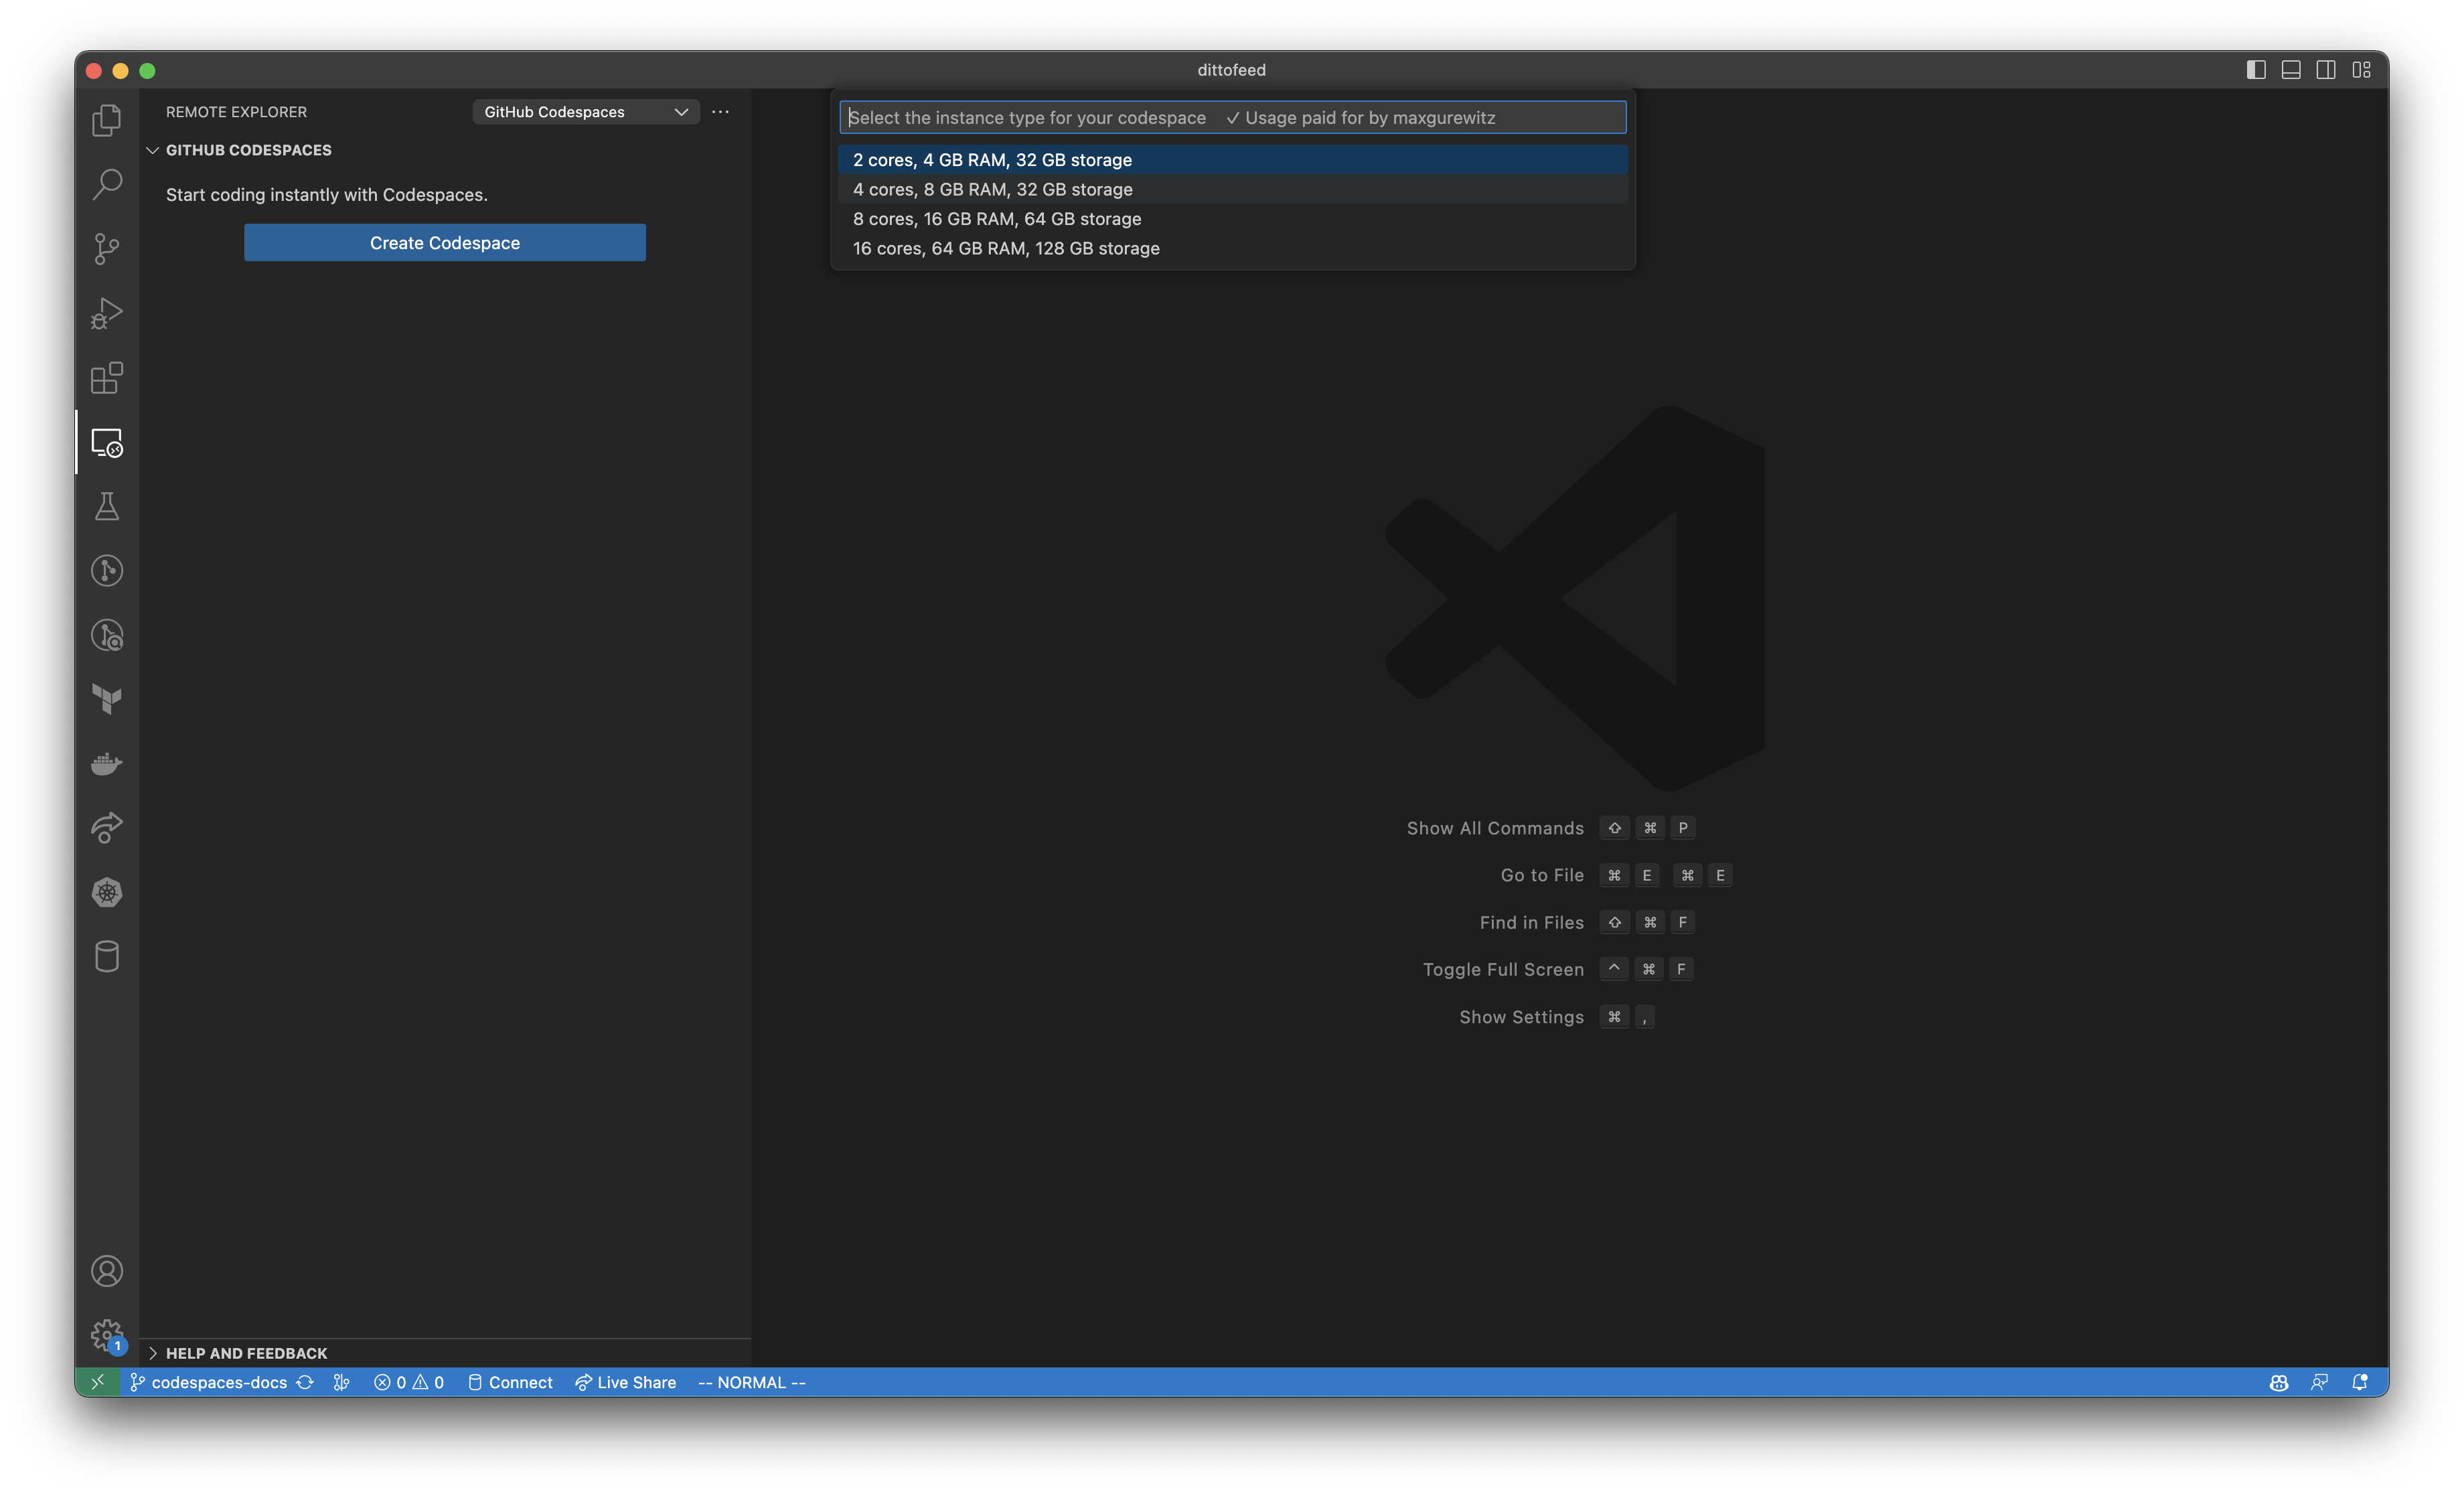 dittofeed
REMOTE EXPLORER
GitHub Codespaces
GITHUB CODESPACES
Start coding instantly with Codespaces.
Create Codespace
Select the instance type for your codespace ✓ Usage paid for by maxgurewitz
2 cores, 4 GB RAM, 32 GB storage
4 cores, 8 GB RAM, 32 GB storage
8 cores, 16 GB RAM, 64 GB storage
16 cores, 64 GB RAM, 128 GB storage
Show All Commands ⇧ ⌘ P
Go to File ⌘ E ⌘ E
Find in Files ⇧ ⌘ F
Toggle Full Screen ^ ⌘ F
Show Settings ⌘ ,
1
HELP AND FEEDBACK
codespaces-docs 0 0 Connect Live Share -- NORMAL --